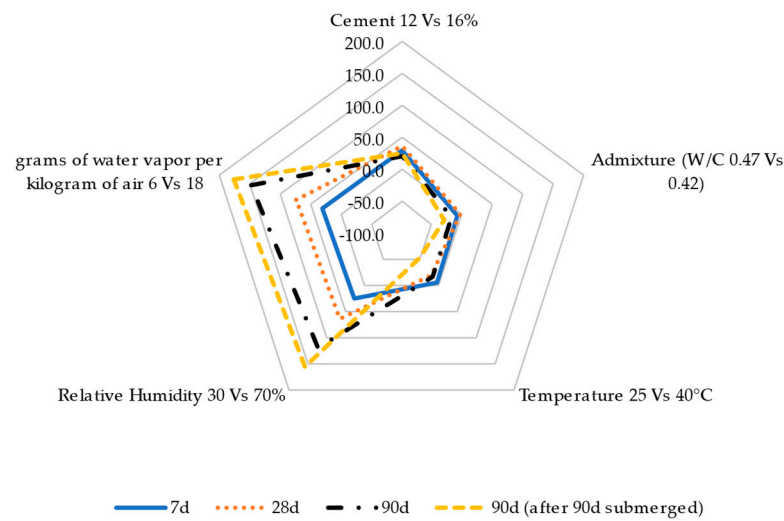 Cement 12 Vs 16%
200.0
150.0
100.0
50.0
0.0
-50.0
-100.0
Admixture (W/C 0.47 Vs
0.42)
grams of water vapor per
kilogram of air 6 Vs 18
Relative Humidity 30 Vs 70%
Temperature 25 Vs 40°C
7d 28d 90d 90d (after 90d submerged)